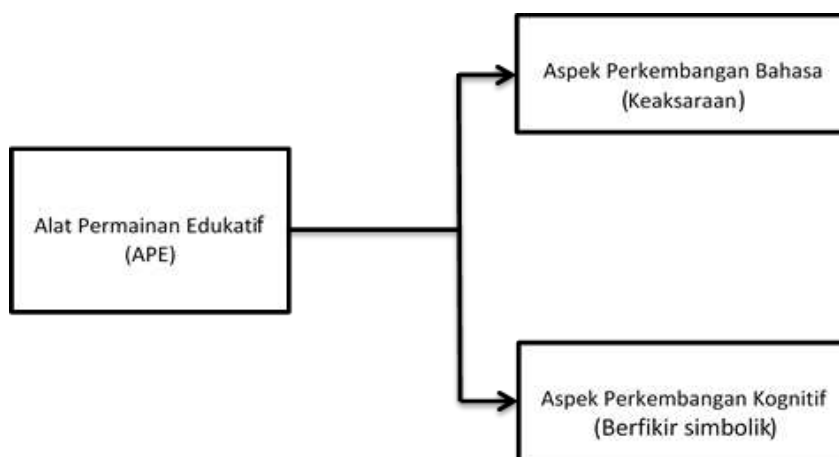 Aspek Perkembangan Bahasa
(Keaksaraan)
Alat Permainan Edukatif
(APE)
Aspek Perkembangan Kognitif
(Berfikir simbolik)